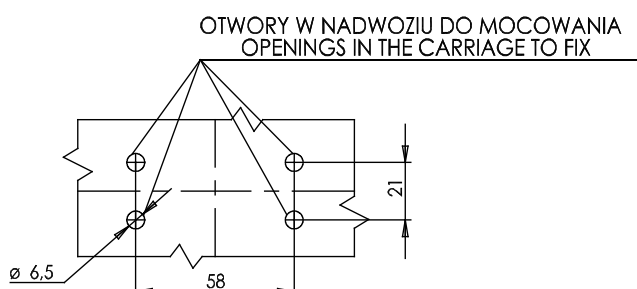 OTWORY W NADWOZIU DO MOCOWANIA
OPENINGS IN THE CARRIAGE TO FIX
21
ø 6,5
58